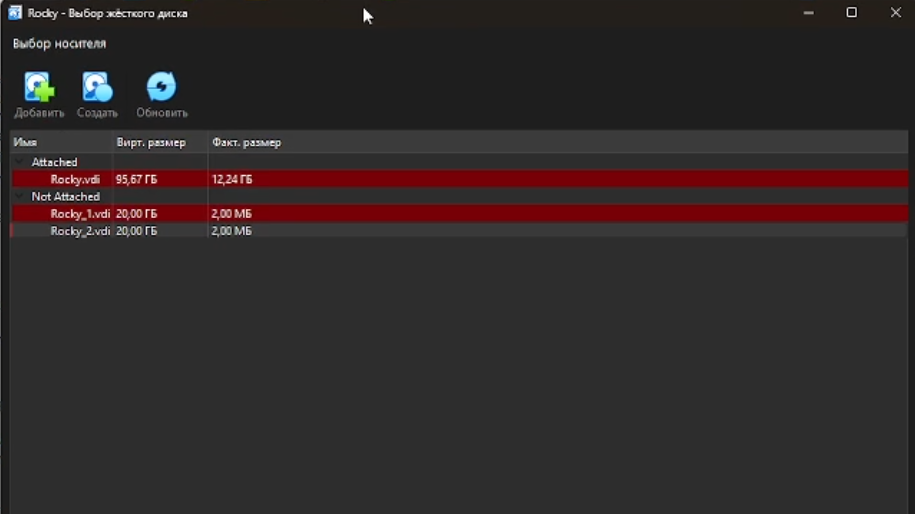 Rocky - Выбор жёсткого диска
Выбор носителя
Добавить Создать Обновить
Имя Вирт. размер Факт. размер
Attached
Rocky.vdi 95,67 ГБ 12,24 ГБ
Not Attached
Rocky_1.vdi 20,00 ГБ 2,00 МБ
Rocky_2.vdi 20,00 ГБ 2,00 МБ